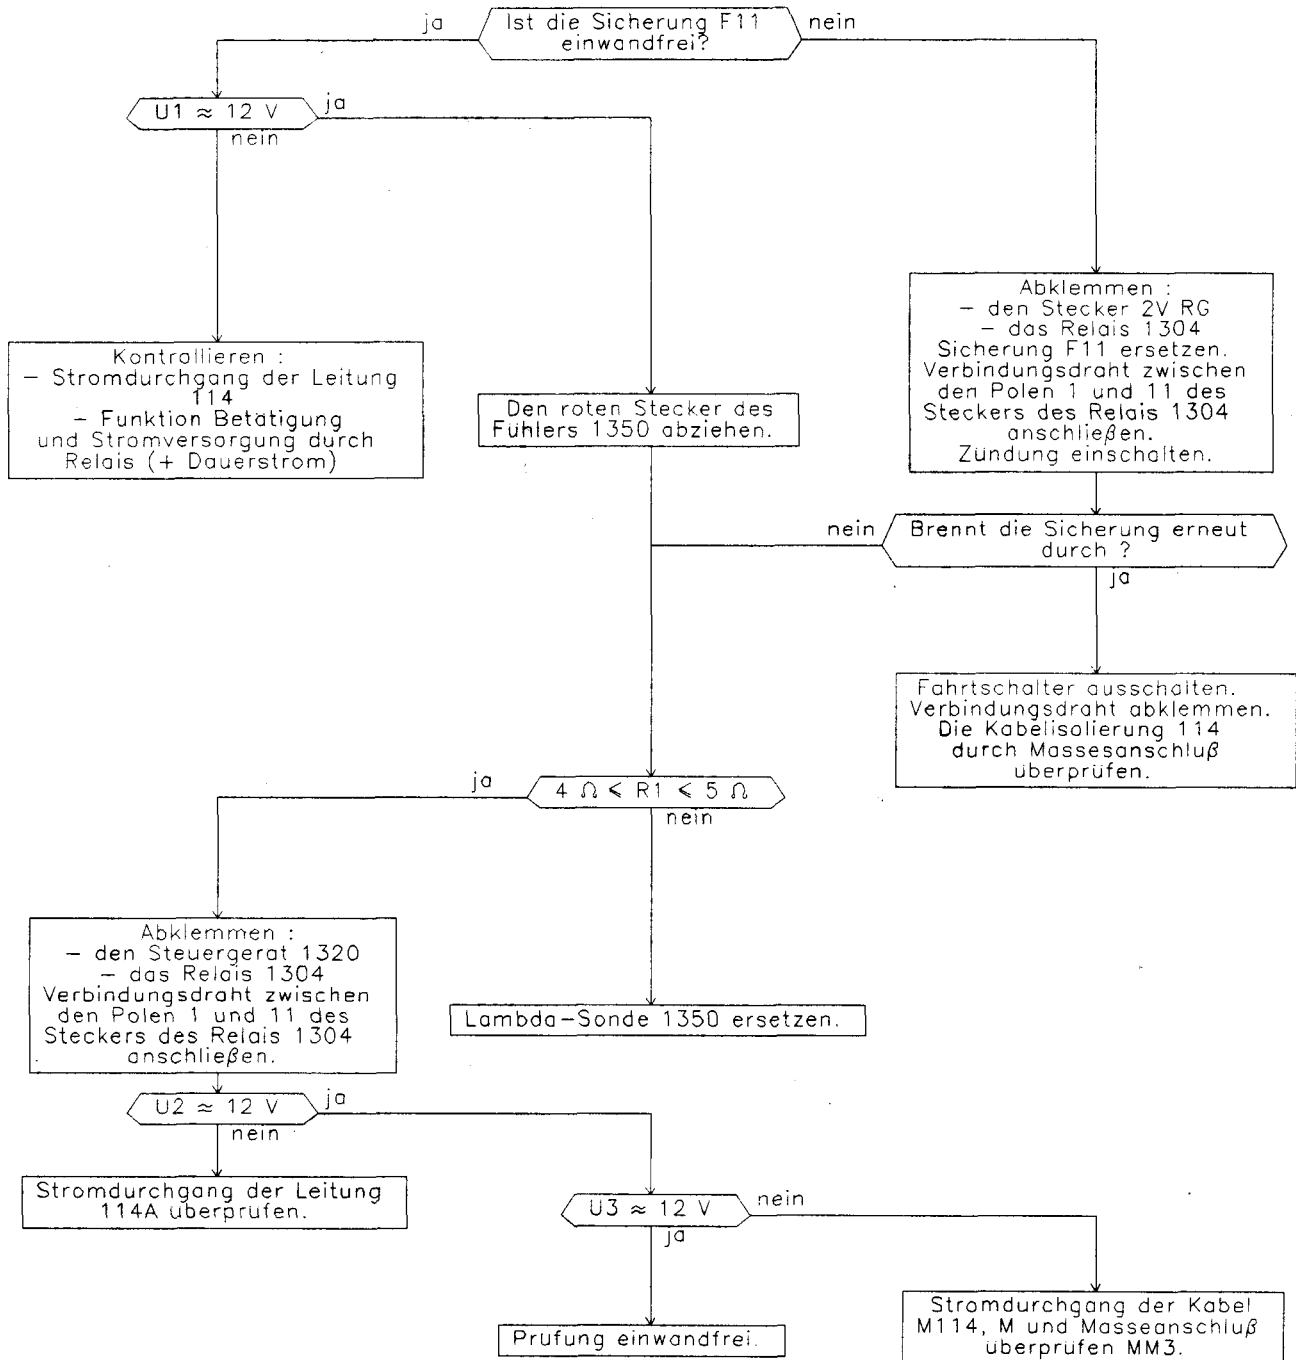 ja
Ist die Sicherung F11
einwandfrei?
nein
U1 ≈ 12 V
ja
nein
Abklemmen :
– den Stecker 2V RG
– das Relais 1304
Sicherung F11 ersetzen.
Verbindungsdraht zwischen
den Polen 1 und 11 des
Steckers des Relais 1304
anschließen.
Zündung einschalten.
Kontrollieren :
– Stromdurchgang der Leitung
114
– Funktion Betätigung
und Stromversorgung durch
Relais (+ Dauerstrom)
Den roten Stecker des
Fühlers 1350 abziehen.
nein
Brennt die Sicherung erneut
durch ?
ja
Fahrtschalter ausschalten.
Verbindungsdraht abklemmen.
Die Kabelisolierung 114
durch Massesanschluß
überprüfen.
ja
4 Ω ⩽ R1 ⩽ 5 Ω
nein
Abklemmen :
– den Steuergerat 1320
– das Relais 1304
Verbindungsdraht zwischen
den Polen 1 und 11 des
Steckers des Relais 1304
anschließen.
Lambda–Sonde 1350 ersetzen.
U2 ≈ 12 V
ja
nein
Stromdurchgang der Leitung
114A überprüfen.
U3 ≈ 12 V
nein
ja
Prüfung einwandfrei.
Stromdurchgang der Kabel
M114, M und Masseanschluß
überprüfen MM3.